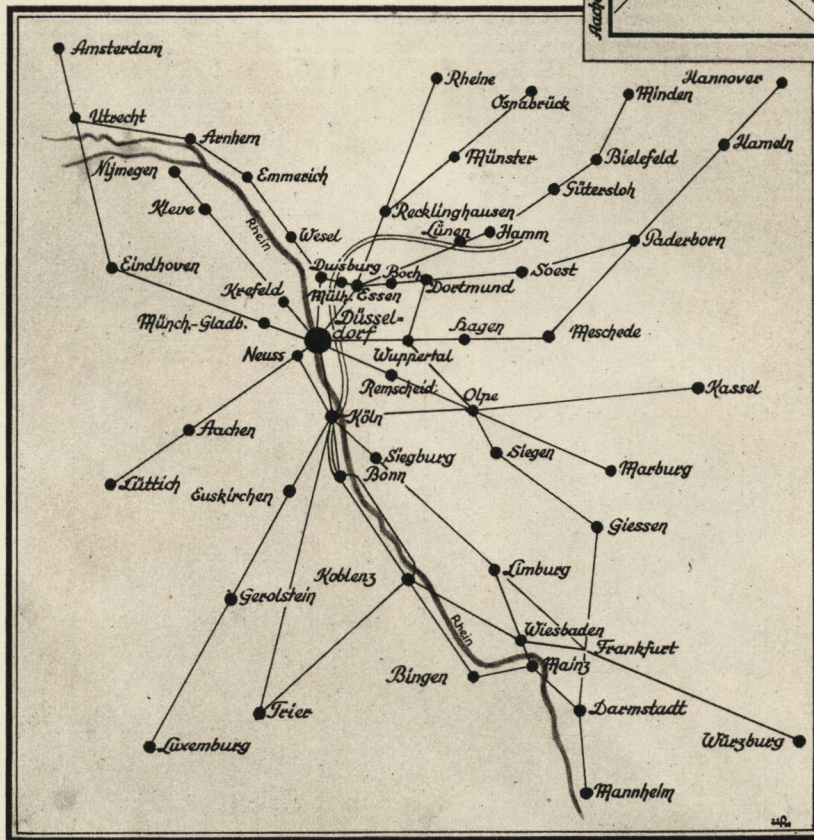 Aach
Amsterdam
Rheine
Hannover
Osnabrück
Minden
Utrecht
Arnhem
Münster
Bielefeld
Hameln
Nijmegen
Emmerich
Gütersloh
Kleve
Recklinghausen
Rhein
Wesel
Lünen
Hamm
Paderborn
Eindhoven
Duisburg
Boch.
Soest
Krefeld
Mülh.
Essen
Dortmund
Münch.-Gladb.
Düssel=
dorf
Hagen
Meschede
Neuss
Wuppertal
Remscheid
Olpe
Kassel
Köln
Aachen
Siegburg
Siegen
Marburg
Lüttich
Euskirchen
Bonn
Giessen
Koblenz
Limburg
Gerolstein
Rhein
Wiesbaden
Frankfurt
Mainz
Bingen
Trier
Darmstadt
Luxemburg
Würzburg
Mannheim